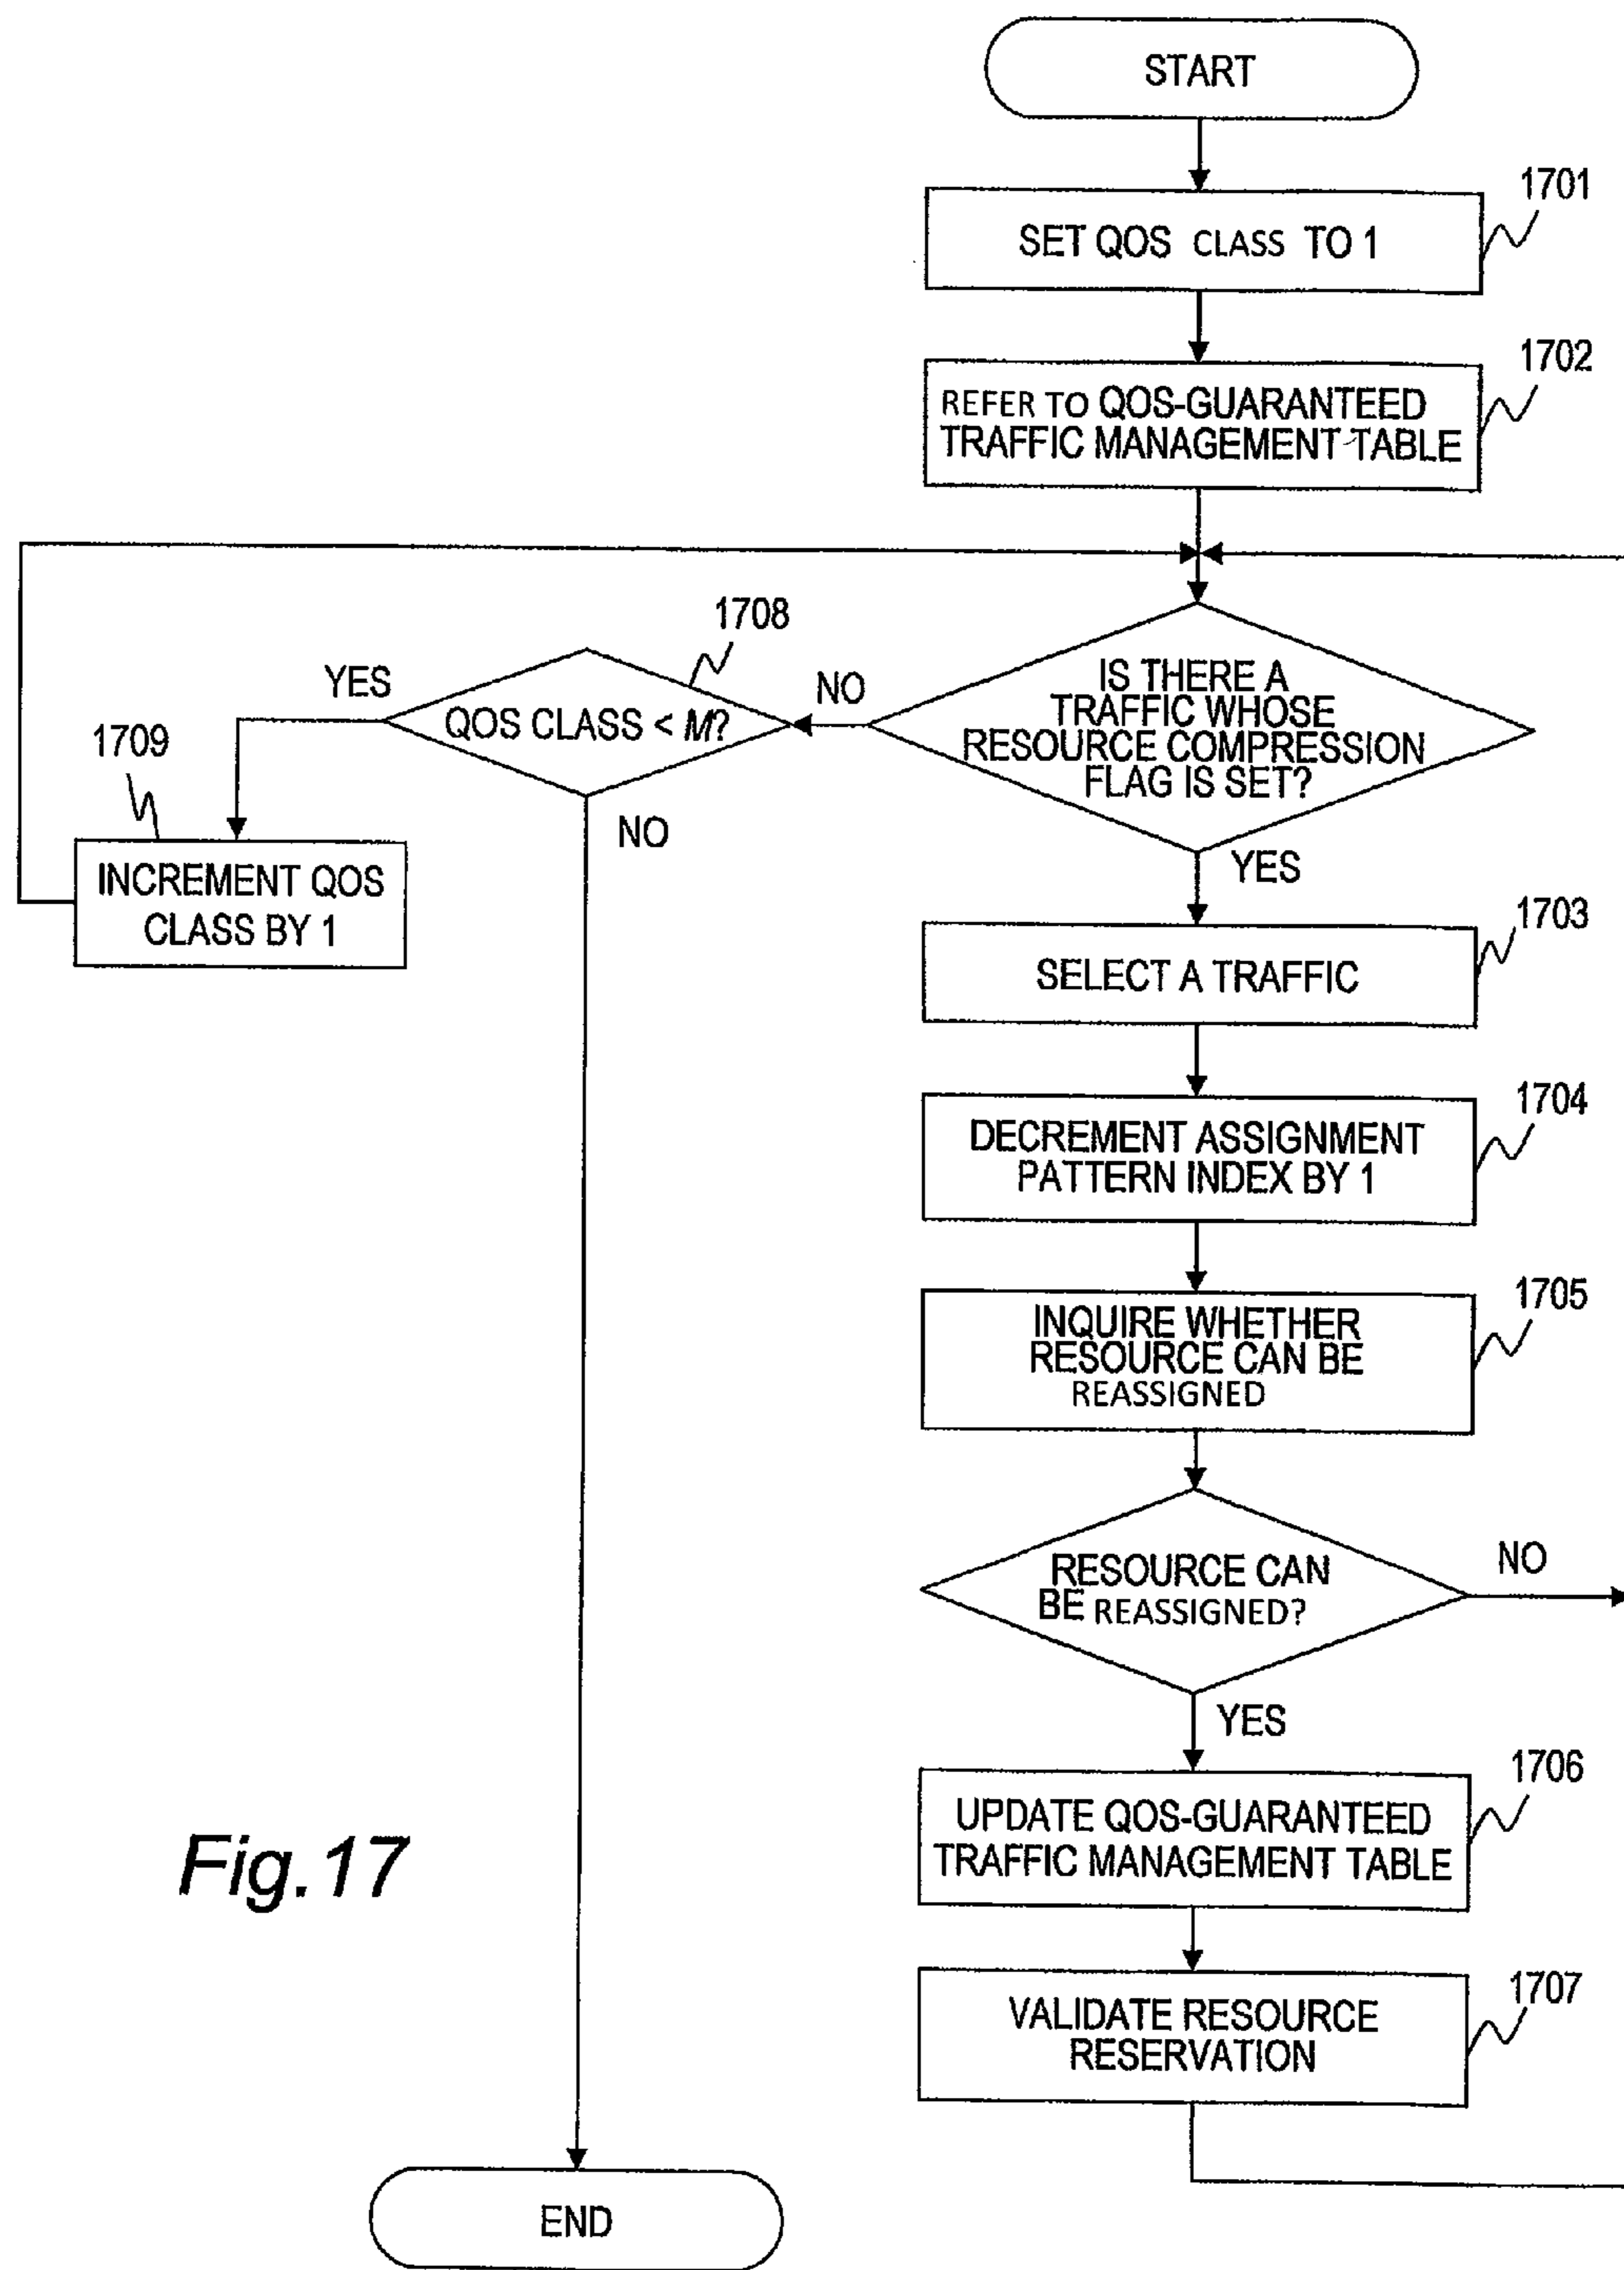 START
1701
SET QOS CLASS TO 1
1702
REFER TO QOS-GUARANTEED
TRAFFIC MANAGEMENT TABLE
1708
YES
QOS CLASS < M?
NO
IS THERE A
TRAFFIC WHOSE
RESOURCE COMPRESSION
FLAG IS SET?
1709
NO
YES
INCREMENT QOS
CLASS BY 1
1703
SELECT A TRAFFIC
1704
DECREMENT ASSIGNMENT
PATTERN INDEX BY 1
1705
INQUIRE WHETHER
RESOURCE CAN BE
REASSIGNED
RESOURCE CAN
BE REASSIGNED?
NO
YES
1706
UPDATE QOS-GUARANTEED
TRAFFIC MANAGEMENT TABLE
Fig.17
1707
VALIDATE RESOURCE
RESERVATION
END